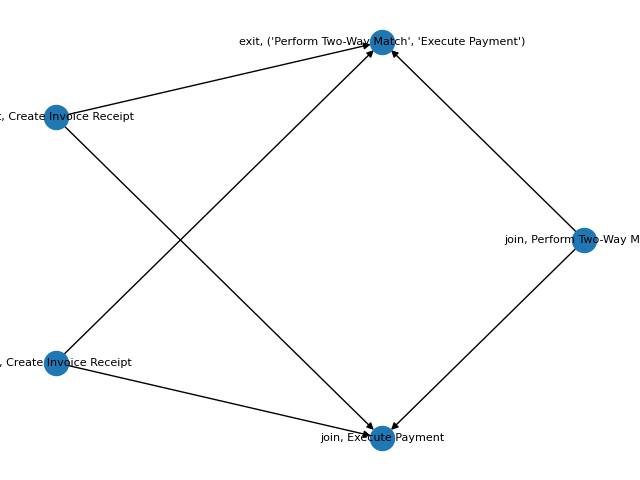 exit, ('Perform Two-Way Match', 'Execute Payment')
, Create Invoice Receipt
join, Perform Two-Way M
, Create Invoice Receipt
join, Execute Payment